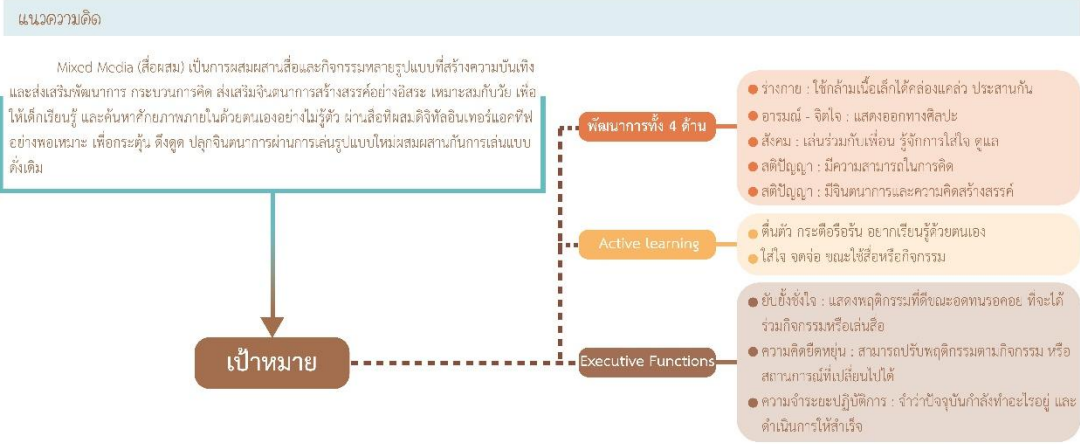 แนวความคิด
Mixed Media (สื่อผสม) เป็นการผสมผสานสื่อและกิจกรรมหลายรูปแบบที่สร้างความบันเทิง
และส่งเสริมพัฒนาการ กระบวนการคิด ส่งเสริมจินตนาการสร้างสรรค์อย่างอิสระ เหมาะสมกับวัย เพื่อ
ให้เด็กเรียนรู้ และค้นหาศักยภาพภายในด้วยตนเองอย่างไม่รู้ตัว ผ่านสื่อที่ผสมดิจิทัลอินเทอร์แอคทีฟ
อย่างพอเหมาะ เพื่อกระตุ้น ดึงดูด ปลุกจินตนาการผ่านการเล่นรูปแบบใหม่ผสมผสานกับการเล่นแบบ
ดั่งเดิม
เป้าหมาย
พัฒนาการทั้ง 4 ด้าน
ร่างกาย : ใช้กล้ามเนื้อเล็กได้คล่องแคล่ว ประสานกัน
อารมณ์ - จิตใจ : แสดงออกทางศิลปะ
สังคม : เล่นร่วมกับเพื่อน รู้จักการใส่ใจ ดูแล
สติปัญญา : มีความสามารถในการคิด
สติปัญญา : มีจินตนาการและความคิดสร้างสรรค์
Active learning
ตื่นตัว กระตือรือร้น อยากเรียนรู้ด้วยตนเอง
ใส่ใจ จดจ่อ ขณะใช้สื่อหรือกิจกรรม
Executive Functions
ยับยั้งชั่งใจ : แสดงพฤติกรรมที่ดีขณะอดทนรอคอย ที่จะได้
ร่วมกิจกรรมหรือเล่นสื่อ
ความคิดยืดหยุ่น : สามารถปรับพฤติกรรมตามกิจกรรม หรือ
สถานการณ์ที่เปลี่ยนไปได้
ความจำระยะปฏิบัติการ : จำว่าปัจจุบันกำลังทำอะไรอยู่ และ
ดำเนินการให้สำเร็จ